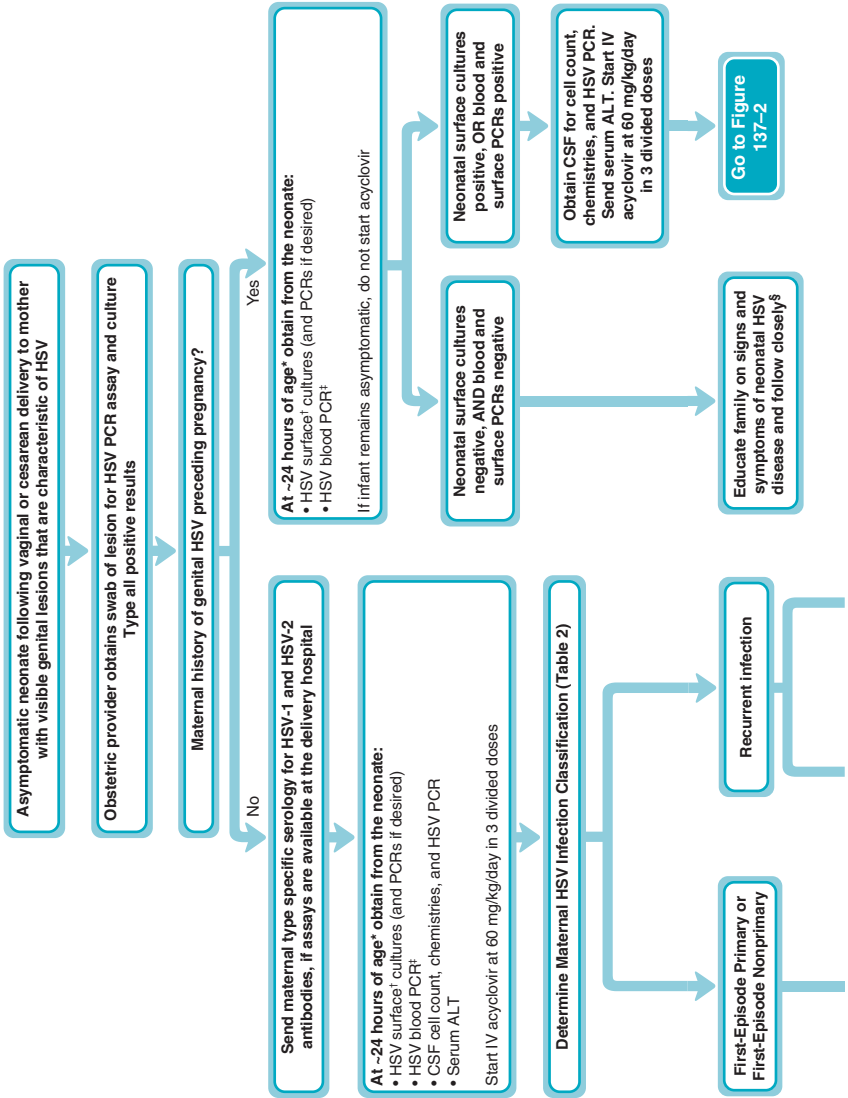 Asymptomatic neonate following vaginal or cesarean delivery to mother
with visible genital lesions that are characteristic of HSV
Obstetric provider obtains swab of lesion for HSV PCR assay and culture
Type all positive results
Maternal history of genital HSV preceding pregnancy?
No
Yes
Send maternal type specific serology for HSV-1 and HSV-2
antibodies, if assays are available at the delivery hospital
At ~24 hours of age* obtain from the neonate:
• HSV surface† cultures (and PCRs if desired)
• HSV blood PCR‡
• CSF cell count, chemistries, and HSV PCR
• Serum ALT
Start IV acyclovir at 60 mg/kg/day in 3 divided doses
Determine Maternal HSV Infection Classification (Table 2)
First-Episode Primary or
First-Episode Nonprimary
Recurrent infection
At ~24 hours of age* obtain from the neonate:
• HSV surface† cultures (and PCRs if desired)
• HSV blood PCR‡
If infant remains asymptomatic, do not start acyclovir
Neonatal surface cultures
negative, AND blood and
surface PCRs negative
Educate family on signs and
symptoms of neonatal HSV
disease and follow closely§
Neonatal surface cultures
positive, OR blood and
surface PCRs positive
Obtain CSF for cell count,
chemistries, and HSV PCR.
Send serum ALT. Start IV
acyclovir at 60 mg/kg/day
in 3 divided doses
Go to Figure
137–2